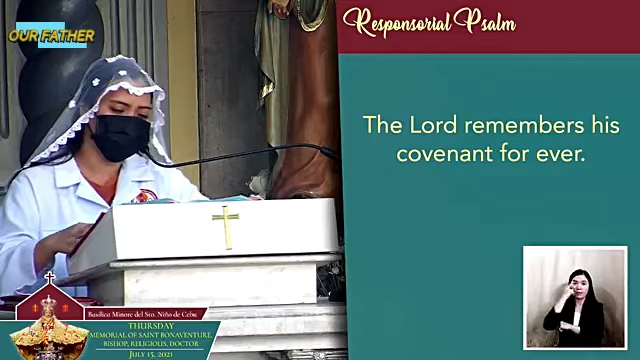 OUR FATHER
Responsorial Psalm
The Lord remembers his
covenant for ever.
Basilica Minore del Sto. Niño de Cebu
THURSDAY
MEMORIAL OF SAINT BONAVENTURE,
BISHOP, RELIGIOUS, DOCTOR
JULY 15, 2021